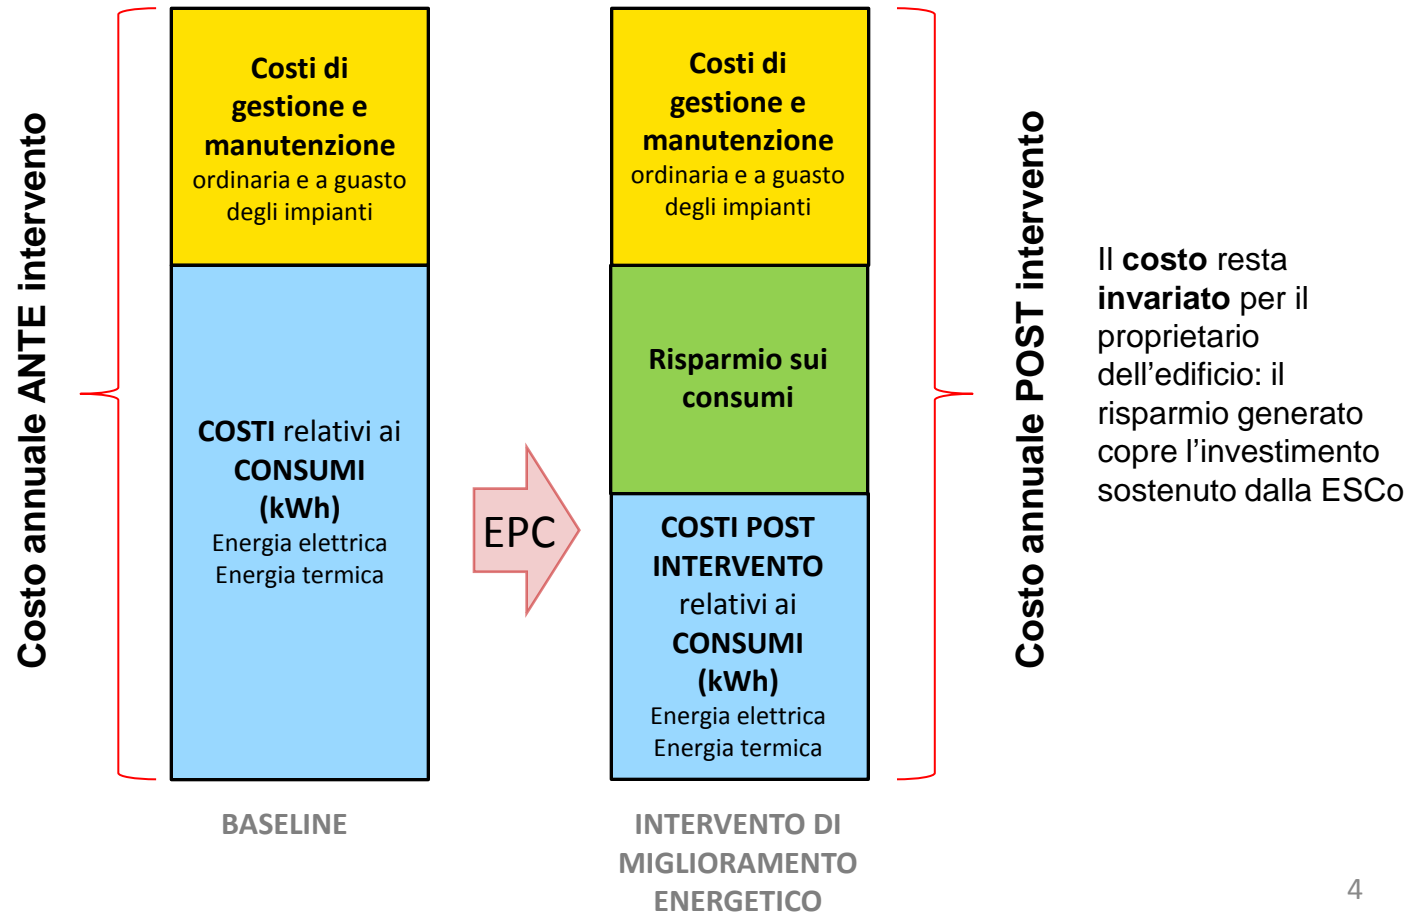 Costo annuale ANTE intervento
Costi di
gestione e
manutenzione
ordinaria e a guasto
degli impianti
COSTI relativi ai
CONSUMI
(kWh)
Energia elettrica
Energia termica
BASELINE
EPC
Costi di
gestione e
manutenzione
ordinaria e a guasto
degli impianti
Risparmio sui
consumi
COSTI POST
INTERVENTO
relativi ai
CONSUMI
(kWh)
Energia elettrica
Energia termica
INTERVENTO DI
MIGLIORAMENTO
ENERGETICO
Costo annuale POST intervento
Il costo resta
invariato per il
proprietario
dell’edificio: il
risparmio generato
copre l’investimento
sostenuto dalla ESCo
4